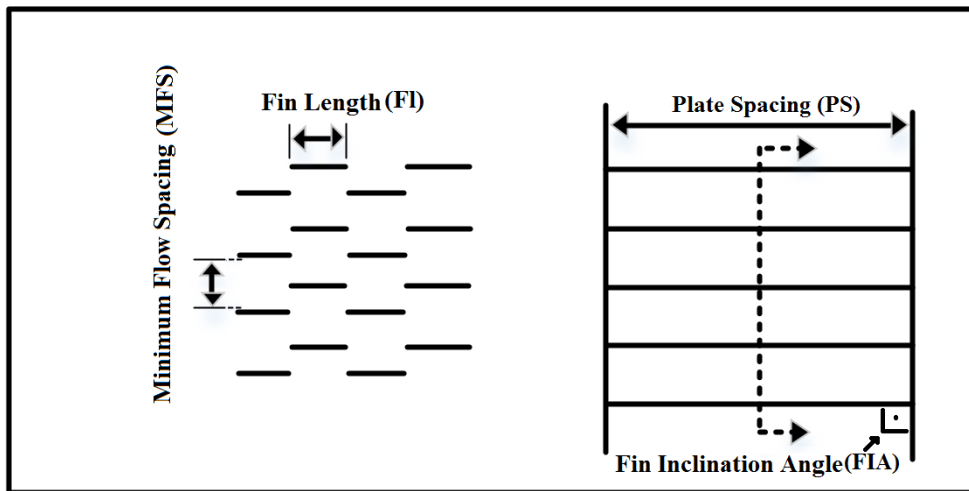 Minimum Flow Spacing (MFS)
Fin Length (Fl)
Plate Spacing (PS)
Fin Inclination Angle (FIA)